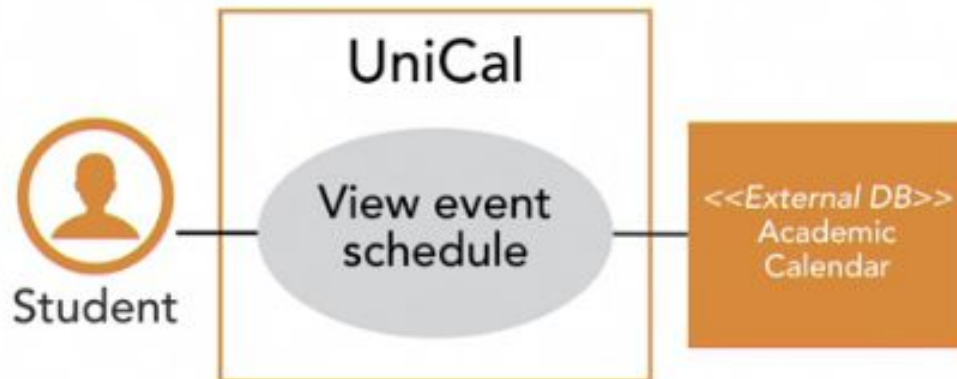 UniCal
View event
schedule
Student
<<External DB>>
Academic
Calendar